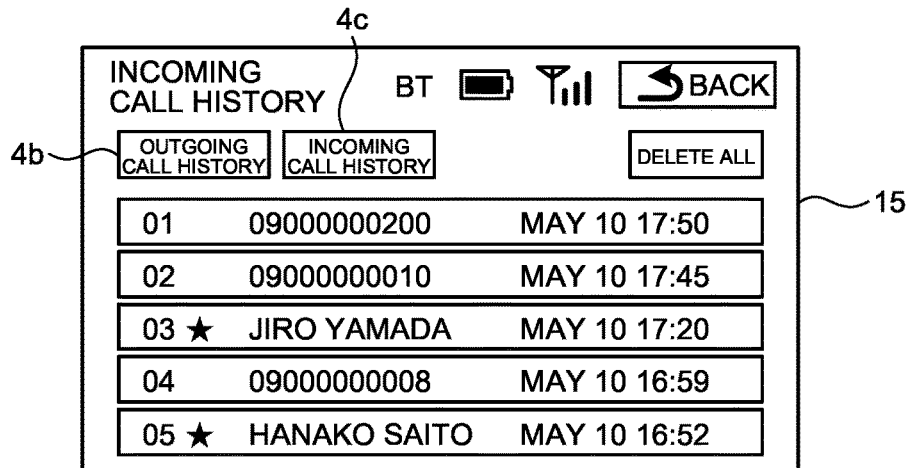 4c
INCOMING
CALL HISTORY
BT
BACK
4b
OUTGOING
CALL HISTORY
INCOMING
CALL HISTORY
DELETE ALL
15
01 09000000200 MAY 10 17:50
02 09000000010 MAY 10 17:45
03 ★ JIRO YAMADA MAY 10 17:20
04 09000000008 MAY 10 16:59
05 ★ HANAKO SAITO MAY 10 16:52